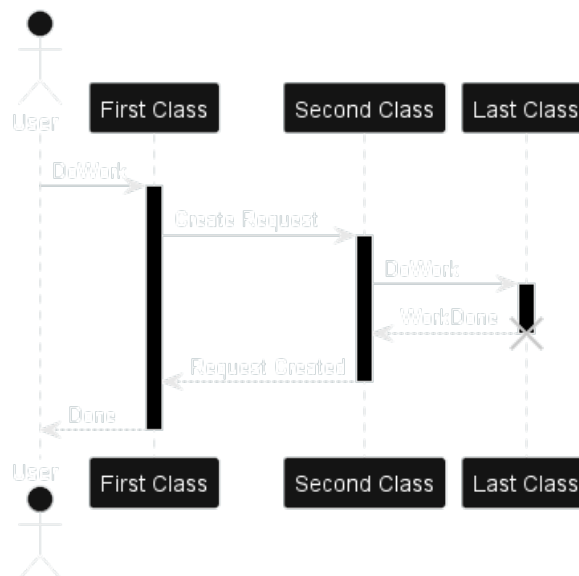 User
First Class
Second Class
Last Class
DoWork
Create Request
DoWork
WorkDone
Request Created
Done
User
First Class
Second Class
Last Class